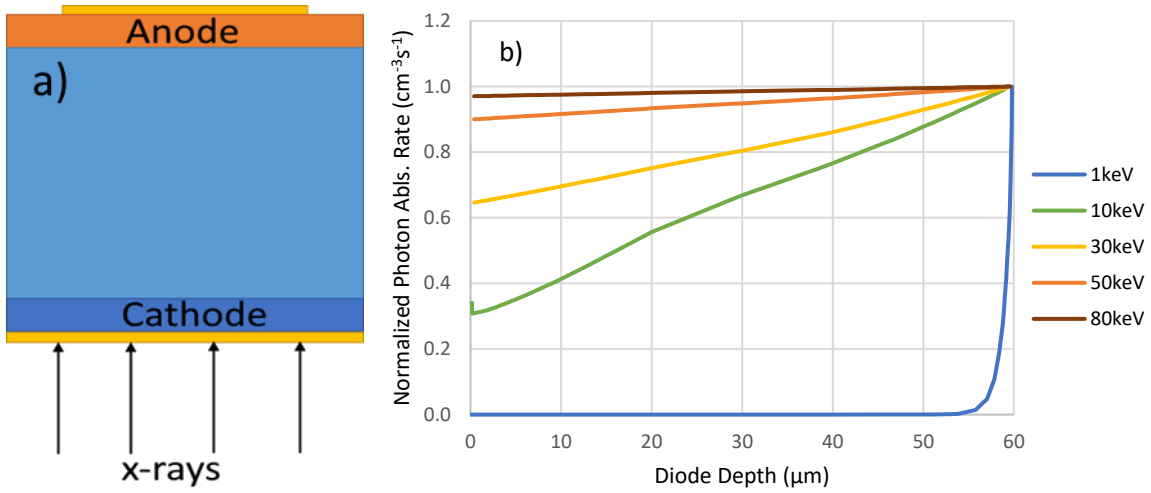 Anode
a)
Cathode
x-rays
b)
Normalized Photon Abls. Rate (cm⁻³s⁻¹)
1.2
1.0
0.8
0.6
0.4
0.2
0.0
0 10 20 30 40 50 60
Diode Depth (μm)
1keV
10keV
30keV
50keV
80keV